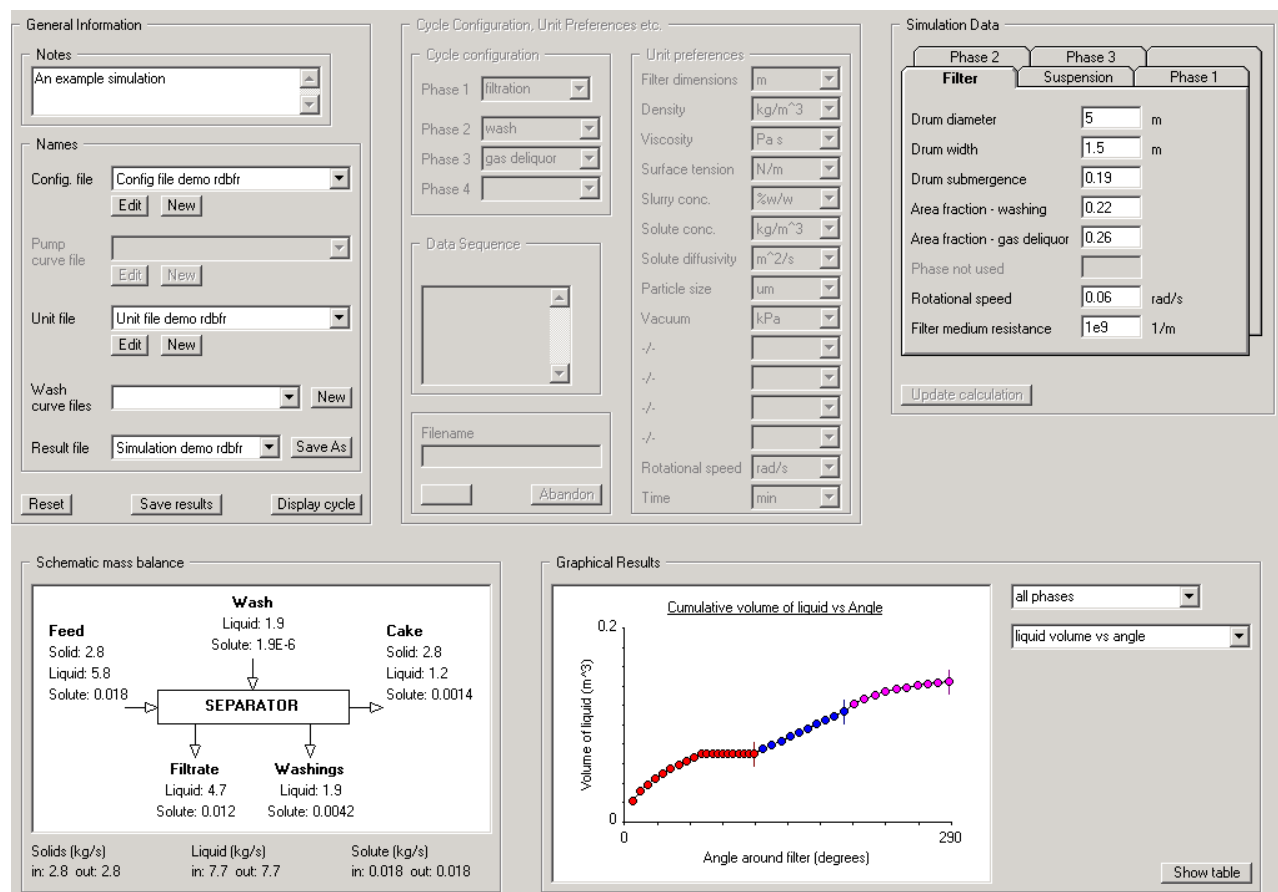 General Information
Notes
An example simulation
Names
Config. file
Config file demo rdbfr
Edit New
Pump
curve file
Edit New
Unit file
Unit file demo rdbfr
Edit New
Wash
curve files
New
Result file
Simulation demo rdbfr
Save As
Reset
Save results
Display cycle
Cycle Configuration, Unit Preferences etc.
Cycle configuration
Phase 1 filtration
Phase 2 wash
Phase 3 gas deliquor
Phase 4
Data Sequence
Filename
Abandon
Unit preferences
Filter dimensions m
Density kg/m^3
Viscosity Pa s
Surface tension N/m
Slurry conc. %w/w
Solute conc. kg/m^3
Solute diffusivity m^2/s
Particle size um
Vacuum kPa
-/-
-/-
-/-
-/-
Rotational speed rad/s
Time min
Simulation Data
Phase 2 Phase 3
Filter Suspension Phase 1
Drum diameter 5 m
Drum width 1.5 m
Drum submergence 0.19
Area fraction - washing 0.22
Area fraction - gas deliquor 0.26
Phase not used
Rotational speed 0.06 rad/s
Filter medium resistance 1e9 1/m
Update calculation
Schematic mass balance
Wash
Liquid: 1.9
Solute: 1.9E-6
Feed
Solid: 2.8
Liquid: 5.8
Solute: 0.018
SEPARATOR
Cake
Solid: 2.8
Liquid: 1.2
Solute: 0.0014
Filtrate
Liquid: 4.7
Solute: 0.012
Washings
Liquid: 1.9
Solute: 0.0042
Solids (kg/s)
in: 2.8 out: 2.8
Liquid (kg/s)
in: 7.7 out: 7.7
Solute (kg/s)
in: 0.018 out: 0.018
Graphical Results
Cumulative volume of liquid vs Angle
0.2
Volume of liquid (m^3)
0
0
290
Angle around filter (degrees)
all phases
liquid volume vs angle
Show table